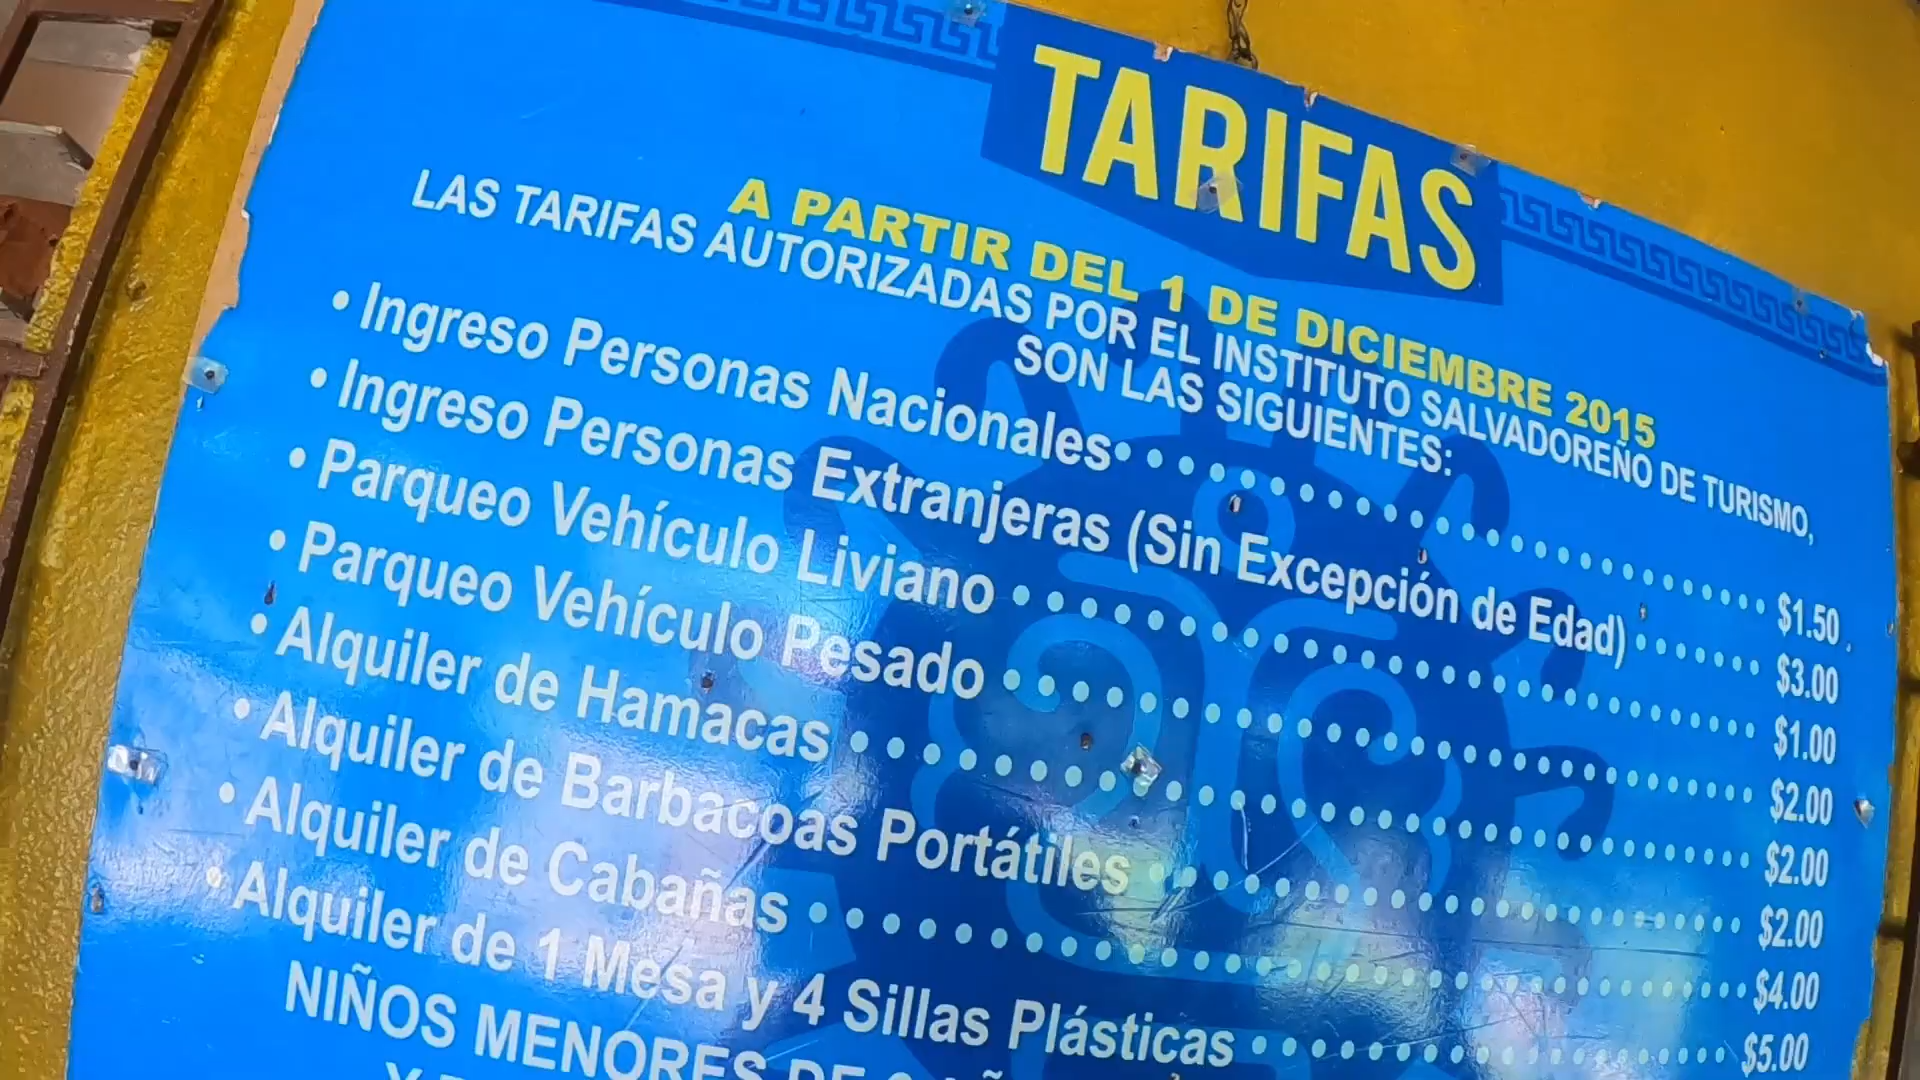 TARIFAS
A PARTIR DEL 1 DE DICIEMBRE 2015
LAS TARIFAS AUTORIZADAS POR EL INSTITUTO SALVADOREÑO DE TURISMO,
SON LAS SIGUIENTES:
• Ingreso Personas Nacionales $1.50
• Ingreso Personas Extranjeras (Sin Excepción de Edad) $3.00
• Parqueo Vehículo Liviano $1.00
• Parqueo Vehículo Pesado $2.00
• Alquiler de Hamacas $2.00
• Alquiler de Barbacoas Portátiles $2.00
• Alquiler de Cabañas $4.00
• Alquiler de 1 Mesa y 4 Sillas Plásticas $5.00
NIÑOS MENORES DE